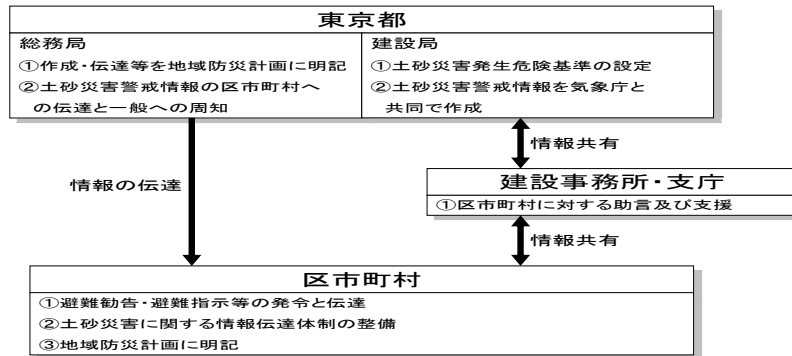 東京都
総務局
①作成・伝達等を地域防災計画に明記
②土砂災害警戒情報の区市町村へ
の伝達と一般への周知
建設局
①土砂災害発生危険基準の設定
②土砂災害警戒情報を気象庁と
共同で作成
情報共有
情報の伝達
建設事務所・支庁
①区市町村に対する助言及び支援
情報共有
区市町村
①避難勧告・避難指示等の発令と伝達
②土砂災害に関する情報伝達体制の整備
③地域防災計画に明記